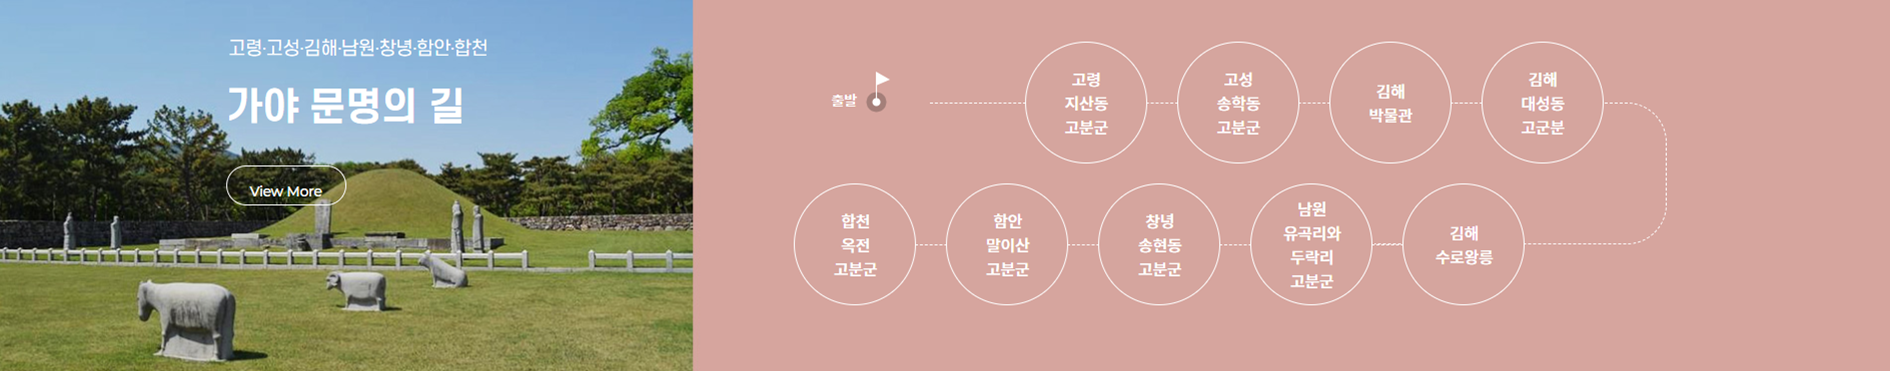 고령·고성·김해·남원·창녕·함안·합천
가야 문명의 길
View More
출발
고령
지산동
고분군
고성
송학동
고분군
김해
박물관
김해
대성동
고군분
김해
수로왕릉
남원
유곡리와
두락리
고분군
창녕
송현동
고분군
함안
말이산
고분군
합천
옥전
고분군